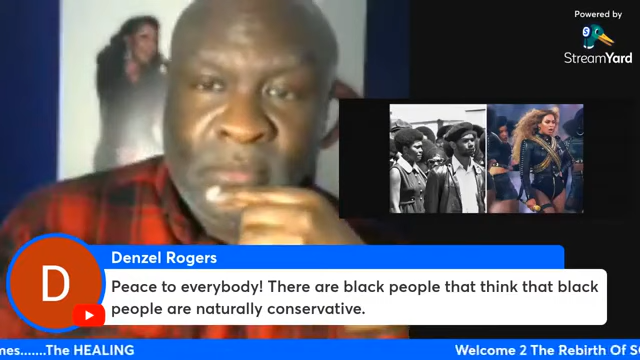 Powered by
S
StreamYard
Denzel Rogers
D
Peace to everybody! There are black people that think that black
people are naturally conservative.
mes.......The HEALING
Welcome 2 The Rebirth Of S